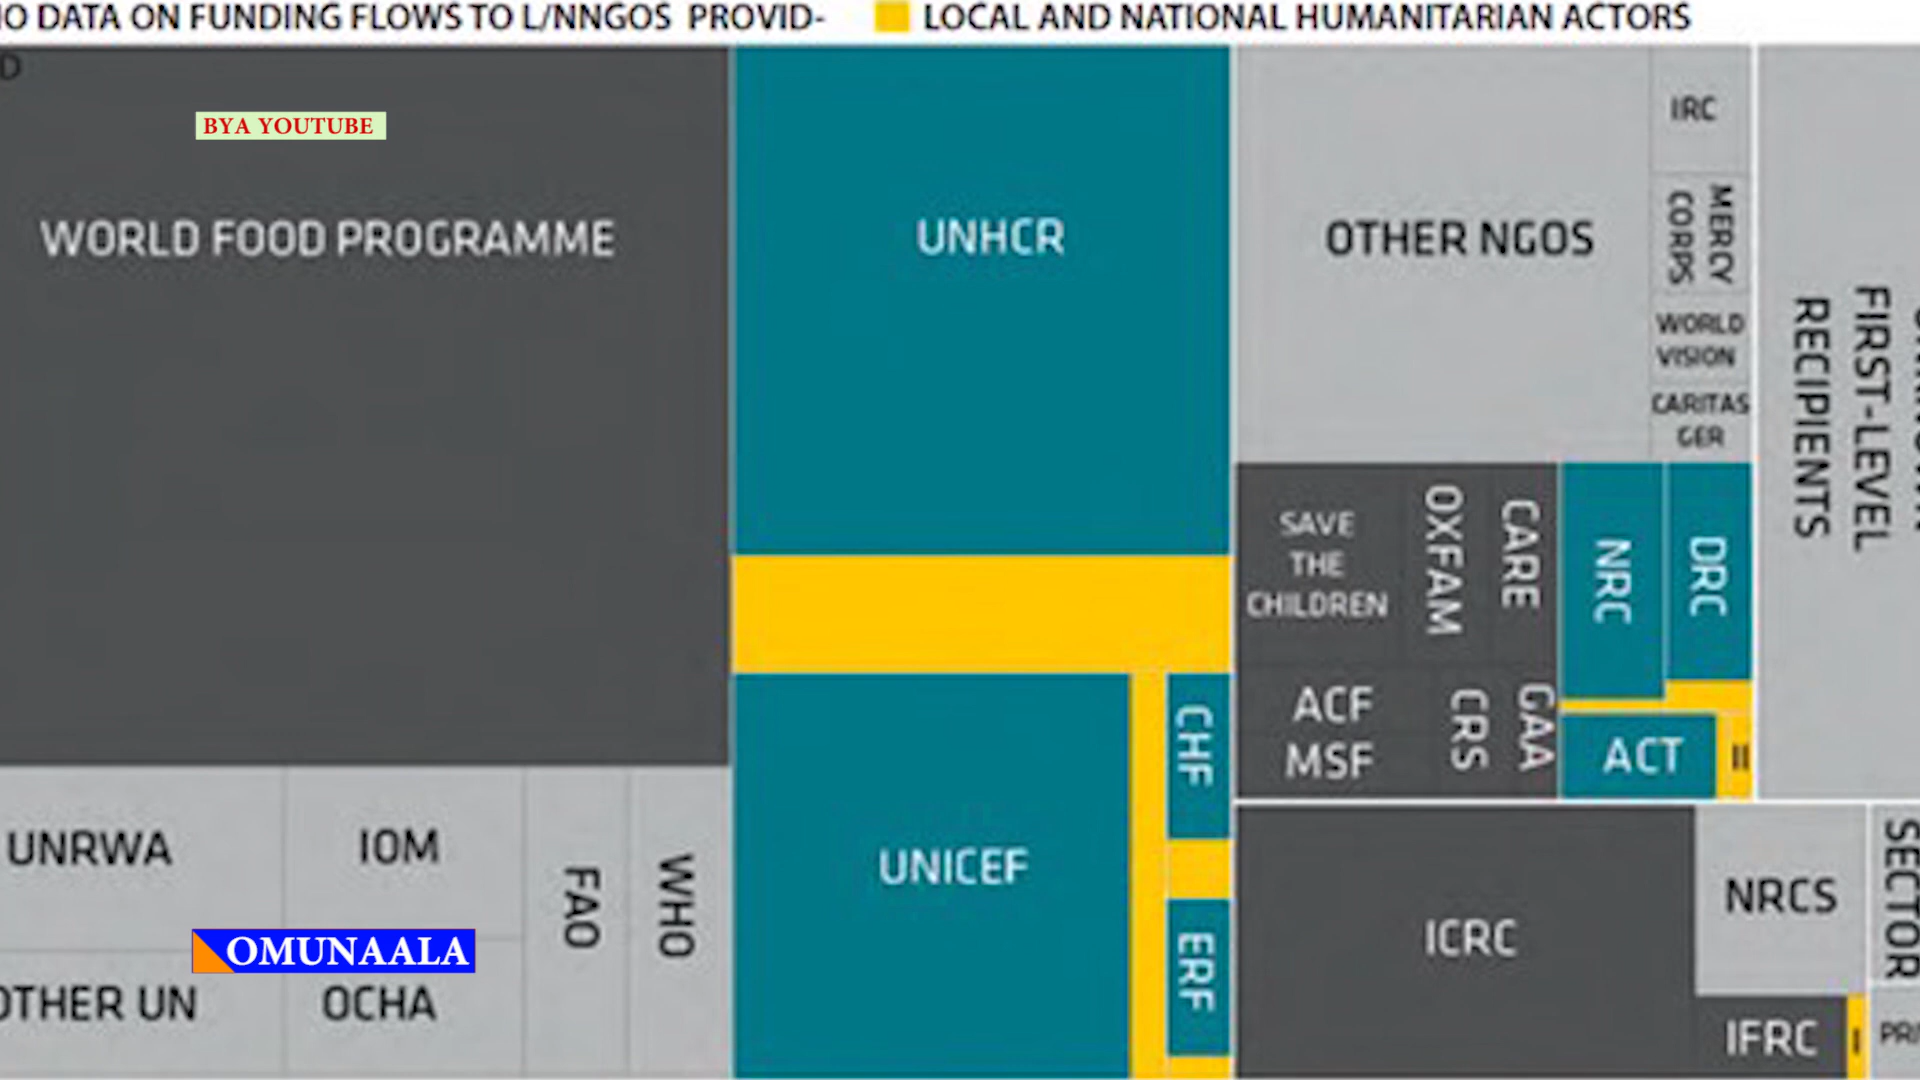 NO DATA ON FUNDING FLOWS TO L/NNGOS PROVID-
LOCAL AND NATIONAL HUMANITARIAN ACTORS
D
BYA YOUTUBE
WORLD FOOD PROGRAMME
UNHCR
OTHER NGOS
IRC
MERCY
CORPS
WORLD
VISION
CARITAS
GER
FIRST-LEVEL
RECIPIENTS
SAVE
THE
CHILDREN
OXFAM
CARE
NRC
DRC
ACF
MSF
CRS
GAA
ACT
II
UNRWA
IOM
FAO
WHO
OMUNAALA
OTHER UN
OCHA
UNICEF
CHF
ERF
ICRC
NRCS
IFRC
I
SECTOR
PRI